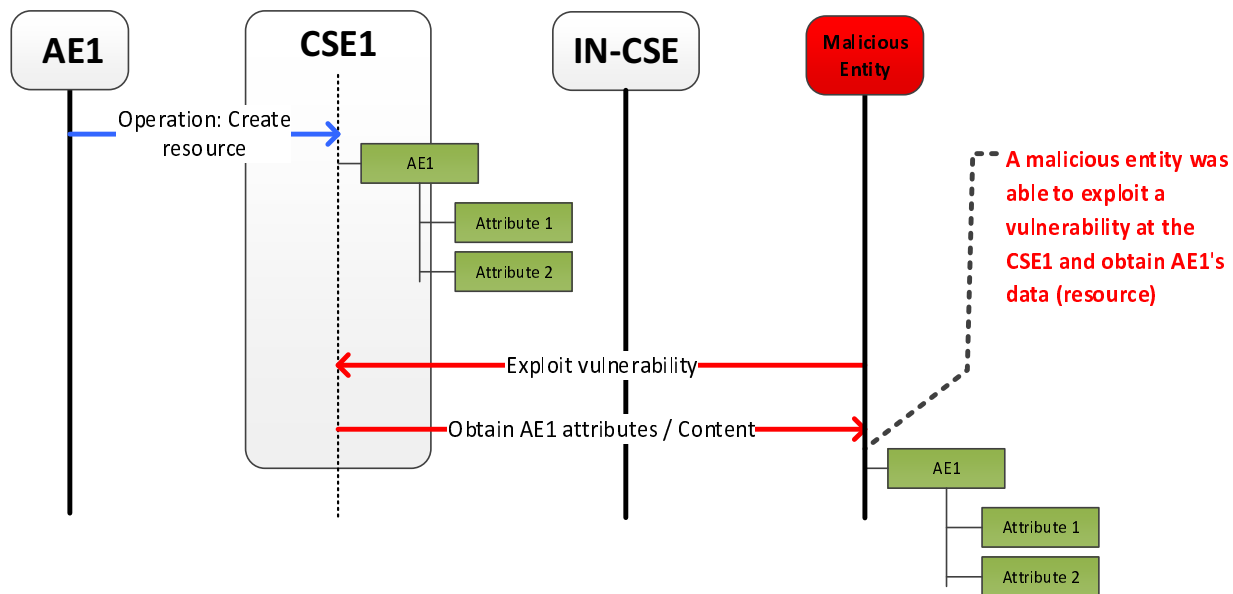 AE1
CSE1
IN-CSE
Malicious
Entity
Operation: Create
resource
AE1
Attribute 1
Attribute 2
A malicious entity was
able to exploit a
vulnerability at the
CSE1 and obtain AE1's
data (resource)
Exploit vulnerability
Obtain AE1 attributes / Content
AE1
Attribute 1
Attribute 2